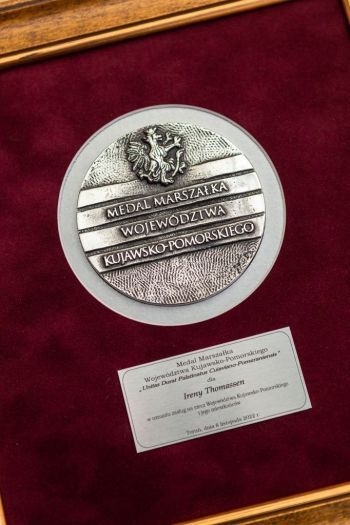 MEDAL MARSZAŁKA
WOJEWÓDZTWA
KUJAWSKO-POMORSKIEGO
Medal Marszałka
Województwa Kujawsko-Pomorskiego
„Unitas Durat Palatinatus Cuiaviano-Pomeraniensis”
dla
Ireny Thomassen
w uznaniu zasług na rzecz Województwa Kujawsko-Pomorskiego
i jego mieszkańców
Toruń, dnia 8 listopada 2022 r.